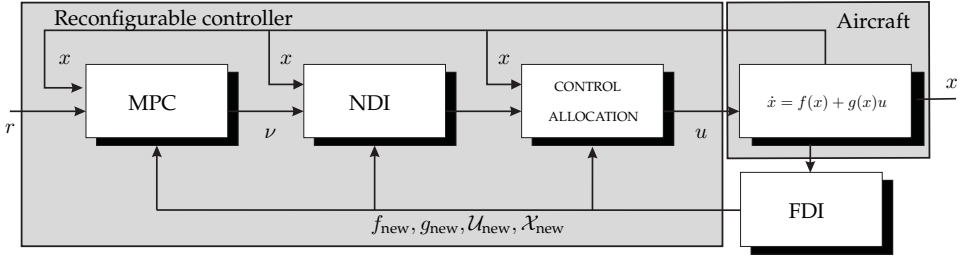 Reconfigurable controller
Aircraft
x
x
x
x
MPC
NDI
CONTROL
ALLOCATION
ẋ = f(x) + g(x)u
r
ν
u
FDI
f_new, g_new, 𝒰_new, 𝒳_new